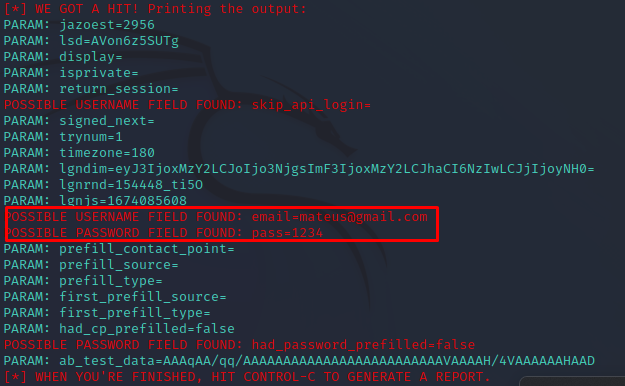 [*] WE GOT A HIT! Printing the output:
PARAM: jazoest=2956
PARAM: lsd=AVon6z5SUTg
PARAM: display=
PARAM: isprivate=
PARAM: return_session=
POSSIBLE USERNAME FIELD FOUND: skip_api_login=
PARAM: signed_next=
PARAM: trynum=1
PARAM: timezone=180
PARAM: lgndim=eyJ3IjoxMzY2LCJoIjo3NjgsImF3IjoxMzY2LCJhaCI6NzIwLCJjIjoyNH0=
PARAM: lgnrnd=154448_ti5O
PARAM: lgnjs=1674085608
POSSIBLE USERNAME FIELD FOUND: email=mateus@gmail.com
POSSIBLE PASSWORD FIELD FOUND: pass=1234
PARAM: prefill_contact_point=
PARAM: prefill_source=
PARAM: prefill_type=
PARAM: first_prefill_source=
PARAM: first_prefill_type=
PARAM: had_cp_prefilled=false
POSSIBLE PASSWORD FIELD FOUND: had_password_prefilled=false
PARAM: ab_test_data=AAAqAA/qq/AAAAAAAAAAAAAAAAAAAAAAAAAVAAAAH/4VAAAAAAHAAD
[*] WHEN YOU'RE FINISHED, HIT CONTROL-C TO GENERATE A REPORT.